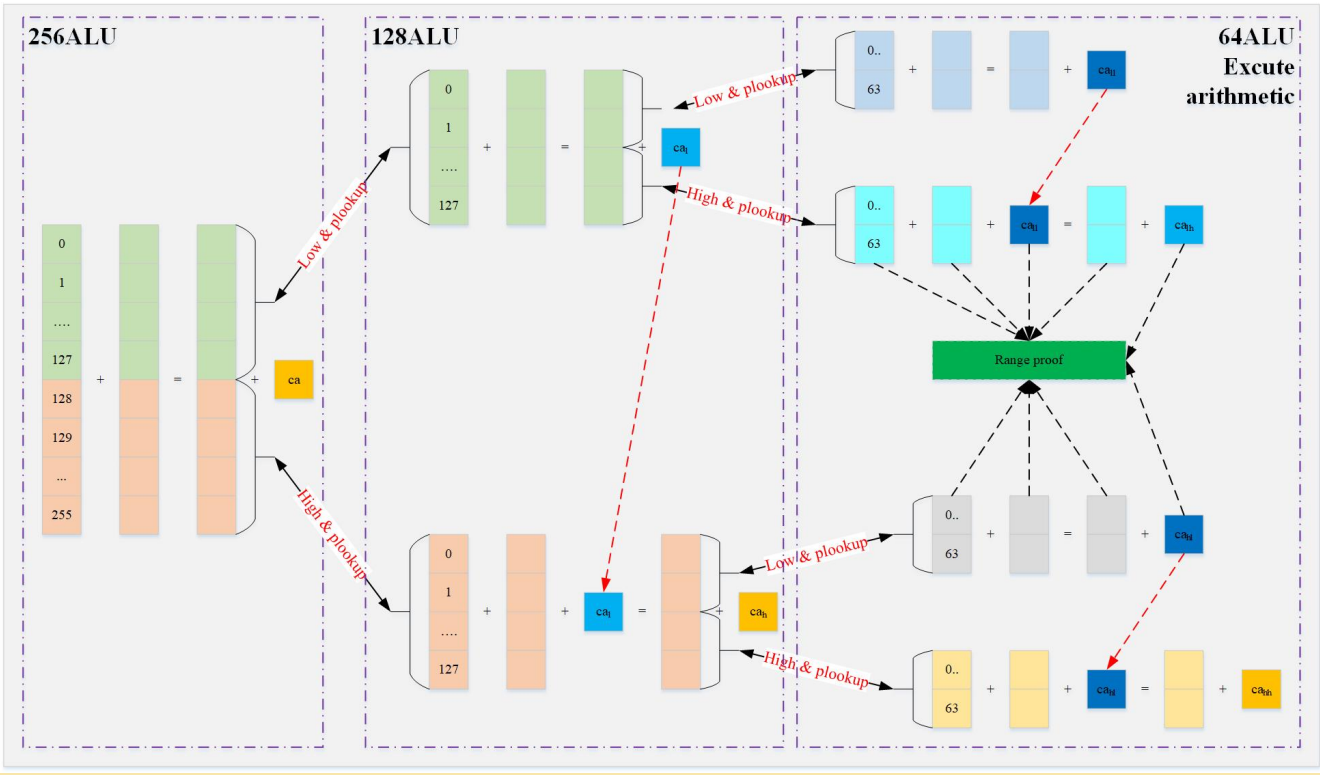 256ALU
0
1
....
127
128
129
...
255
+
=
+
ca
Low & plookup
High & plookup
128ALU
0
1
....
127
+
=
+
ca_l
Low & plookup
High & plookup
0
1
....
127
+
+
ca_l
=
+
ca_h
Low & plookup
High & plookup
64ALU
Excute
arithmetic
0..
63
+
=
+
ca_ll
0..
63
+
+
ca_ll
=
+
ca_lh
Range proof
0..
63
+
=
+
ca_hl
0..
63
+
+
ca_hl
=
+
ca_hh